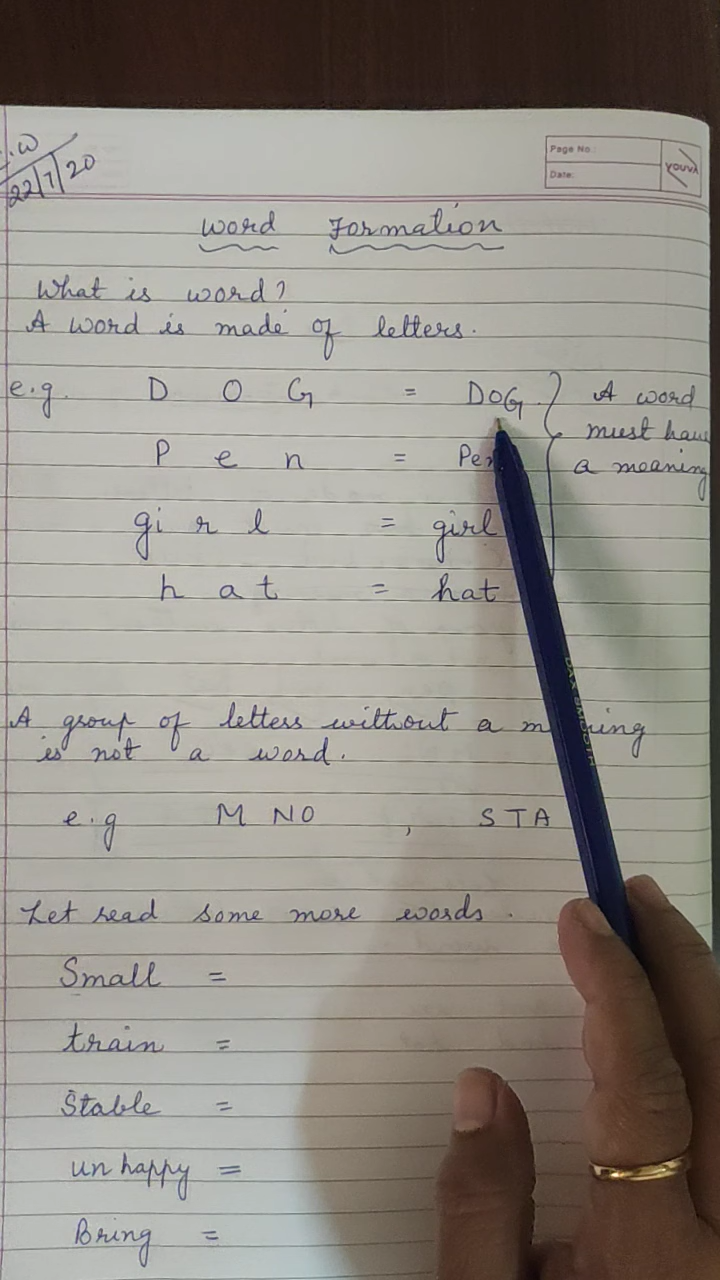 .W
22/7/20
Page No.:
Date:
YOUVA
Word Formation
What is word?
A word is made of letters.
e.g. D O G = DOG. A word
must have
P e n = Pen a meaning
gi r l = girl
h a t = hat
A group of letters without a meaning
is not a word.
e.g M NO , S T A
Let read some more words.
Small =
train =
Stable =
un happy =
Bring =